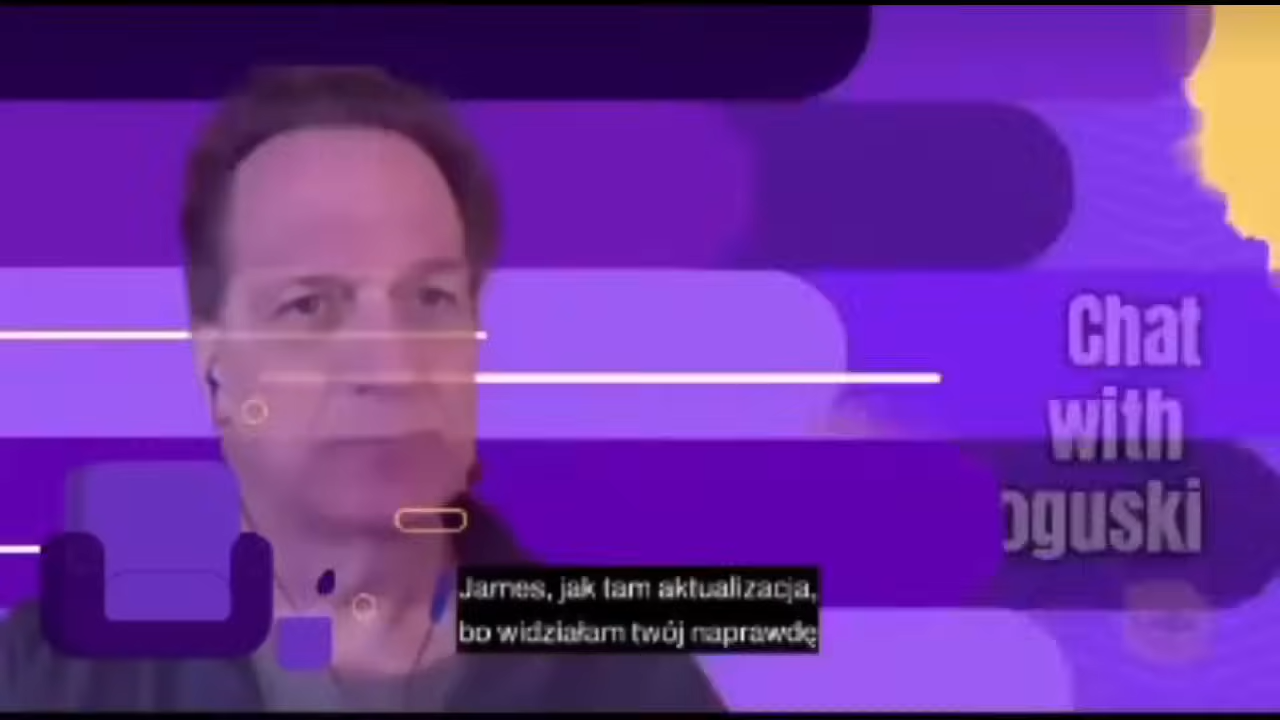 Chat
with
oguski
James, jak tam aktualizacja,
bo widziałam twój naprawdę